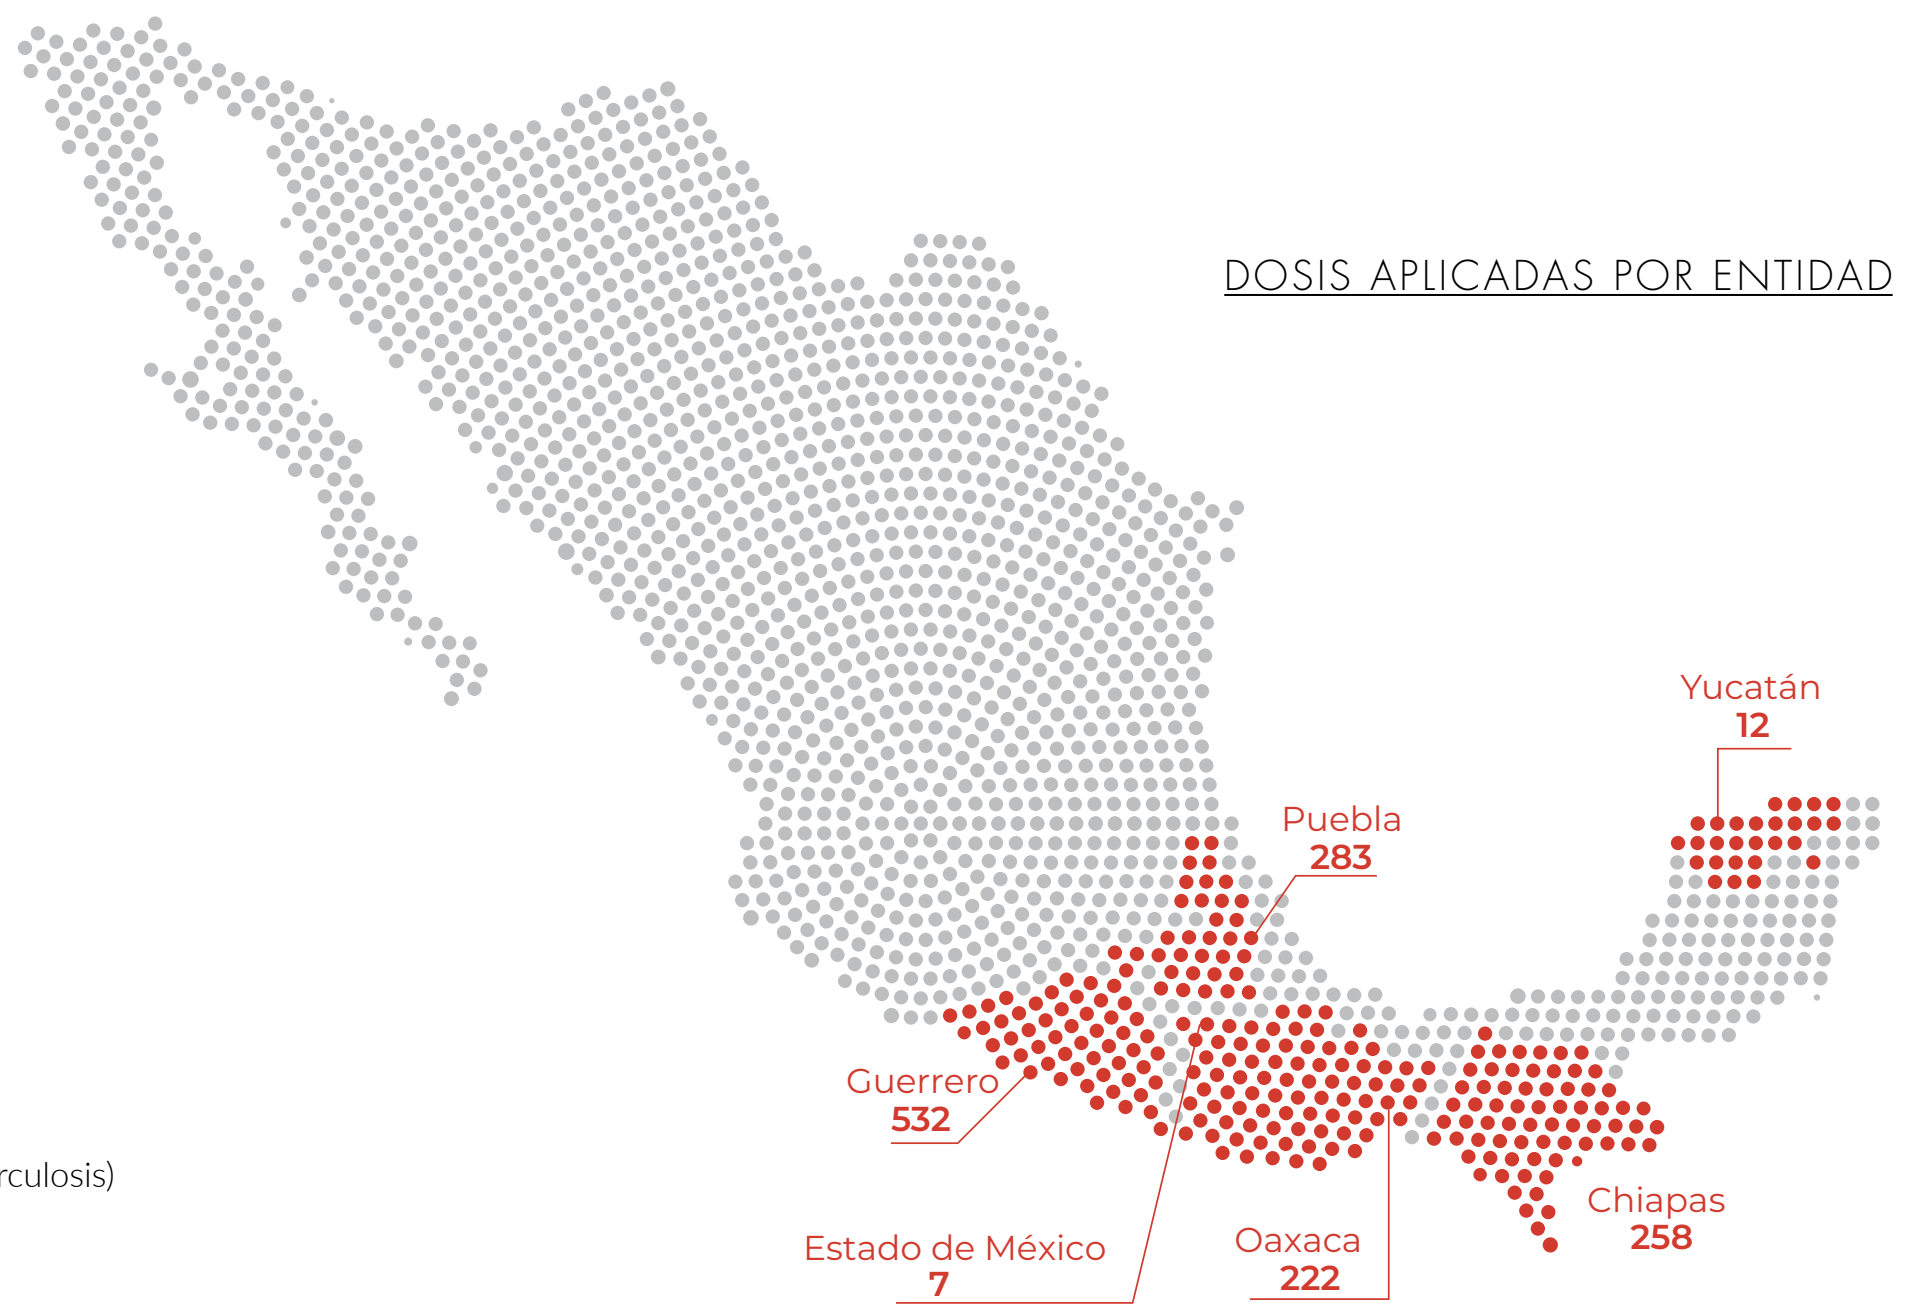 DOSIS APLICADAS POR ENTIDAD
Yucatán
12
Puebla
283
Guerrero
532
rculosis)
Chiapas
258
Estado de México
7
Oaxaca
222